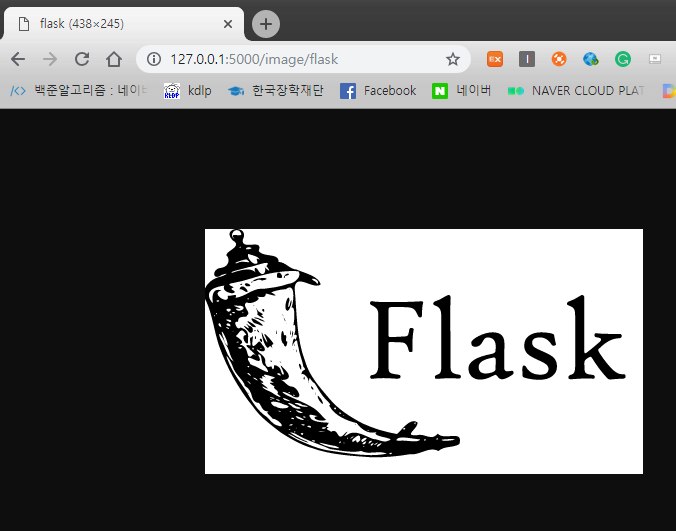 flask (438×245)
127.0.0.1:5000/image/flask
백준알고리즘 : 네이버 kdlp 한국장학재단 Facebook 네이버 NAVER CLOUD PLAT
Flask